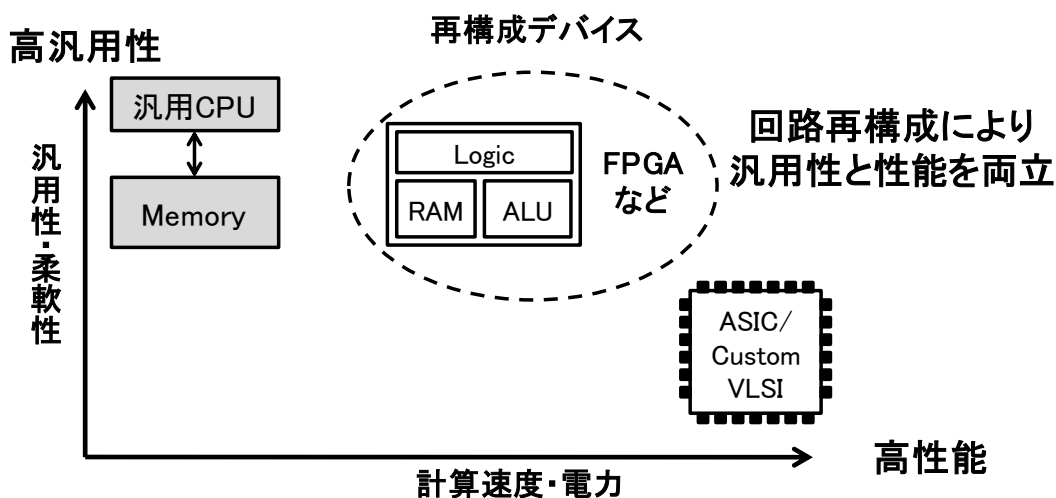 再構成デバイス
高汎用性
汎用CPU
Memory
汎用性・柔軟性
Logic
RAM
ALU
FPGA
など
回路再構成により
汎用性と性能を両立
ASIC/
Custom
VLSI
高性能
計算速度・電力